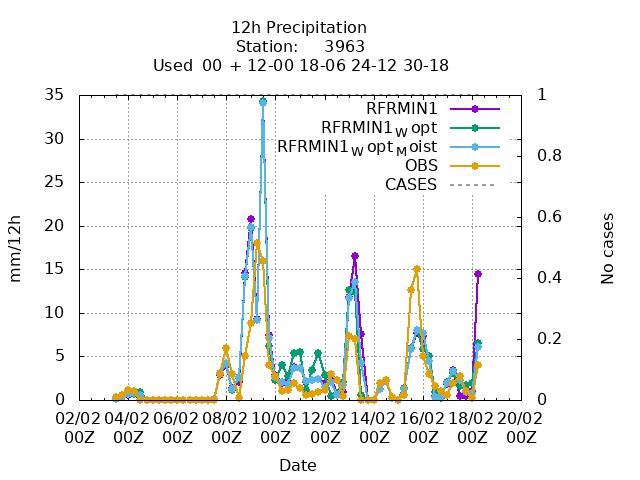 12h Precipitation
Station: 3963
Used 00 + 12-00 18-06 24-12 30-18
35
30
25
20
15
10
5
0
mm/12h
1
0.8
0.6
0.4
0.2
0
No cases
RFRMIN1
RFRMIN1W opt
RFRMIN1W optM oist
OBS
CASES
02/02 04/02 06/02 08/02 10/02 12/02 14/02 16/02 18/02 20/02
00Z 00Z 00Z 00Z 00Z 00Z 00Z 00Z 00Z 00Z
Date